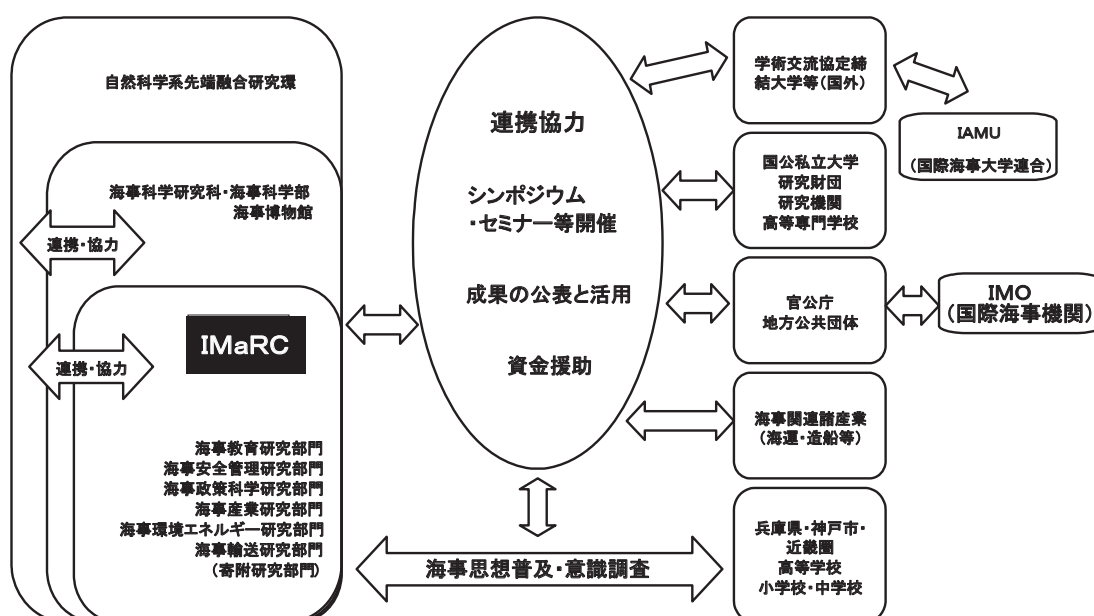 自然科学系先端融合研究環
海事科学研究科・海事科学部
海事博物館
連携・協力
IMaRC
連携・協力
海事教育研究部門
海事安全管理研究部門
海事政策科学研究部門
海事産業研究部門
海事環境エネルギー研究部門
海事輸送研究部門
(寄附研究部門)
連携協力
シンポジウム
・セミナー等開催
成果の公表と活用
資金援助
海事思想普及・意識調査
学術交流協定締
結大学等(国外)
IAMU
(国際海事大学連合)
国公私立大学
研究財団
研究機関
高等専門学校
官公庁
地方公共団体
IMO
(国際海事機関)
海事関連諸産業
(海運・造船等)
兵庫県・神戸市・
近畿圏
高等学校
小学校・中学校